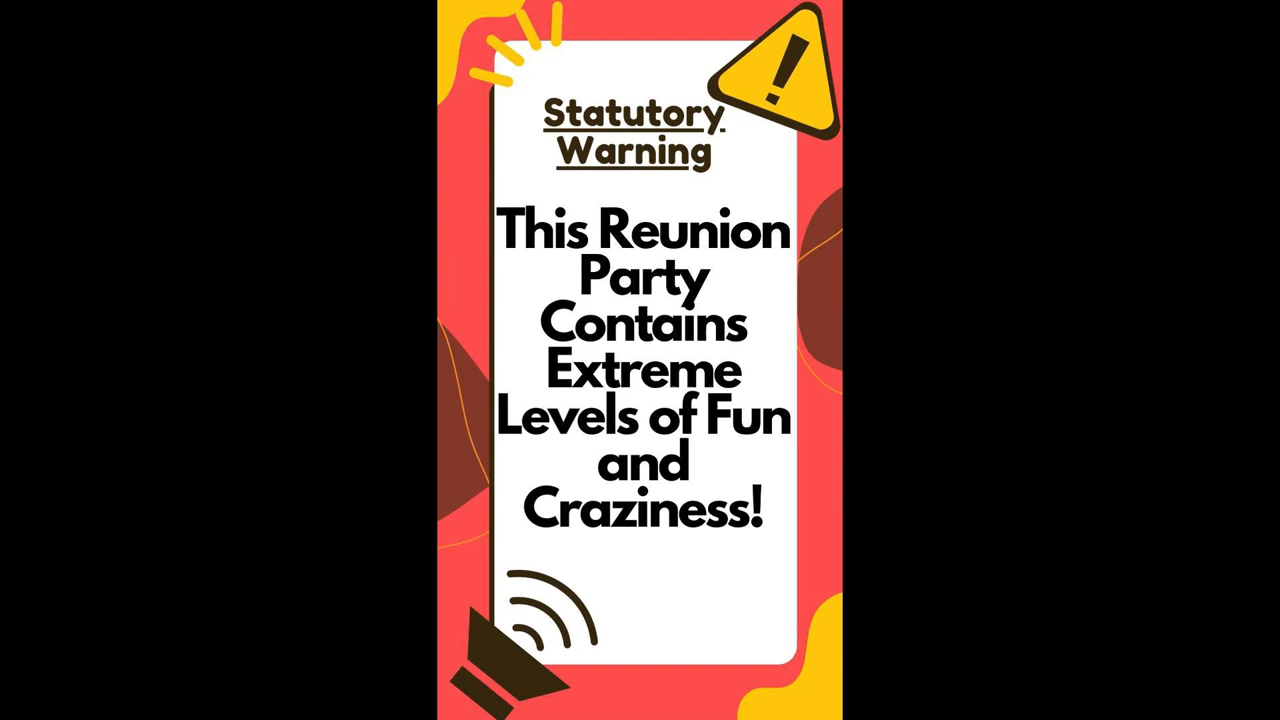 Statutory
Warning
This Reunion
Party
Contains
Extreme
Levels of Fun
and
Craziness!